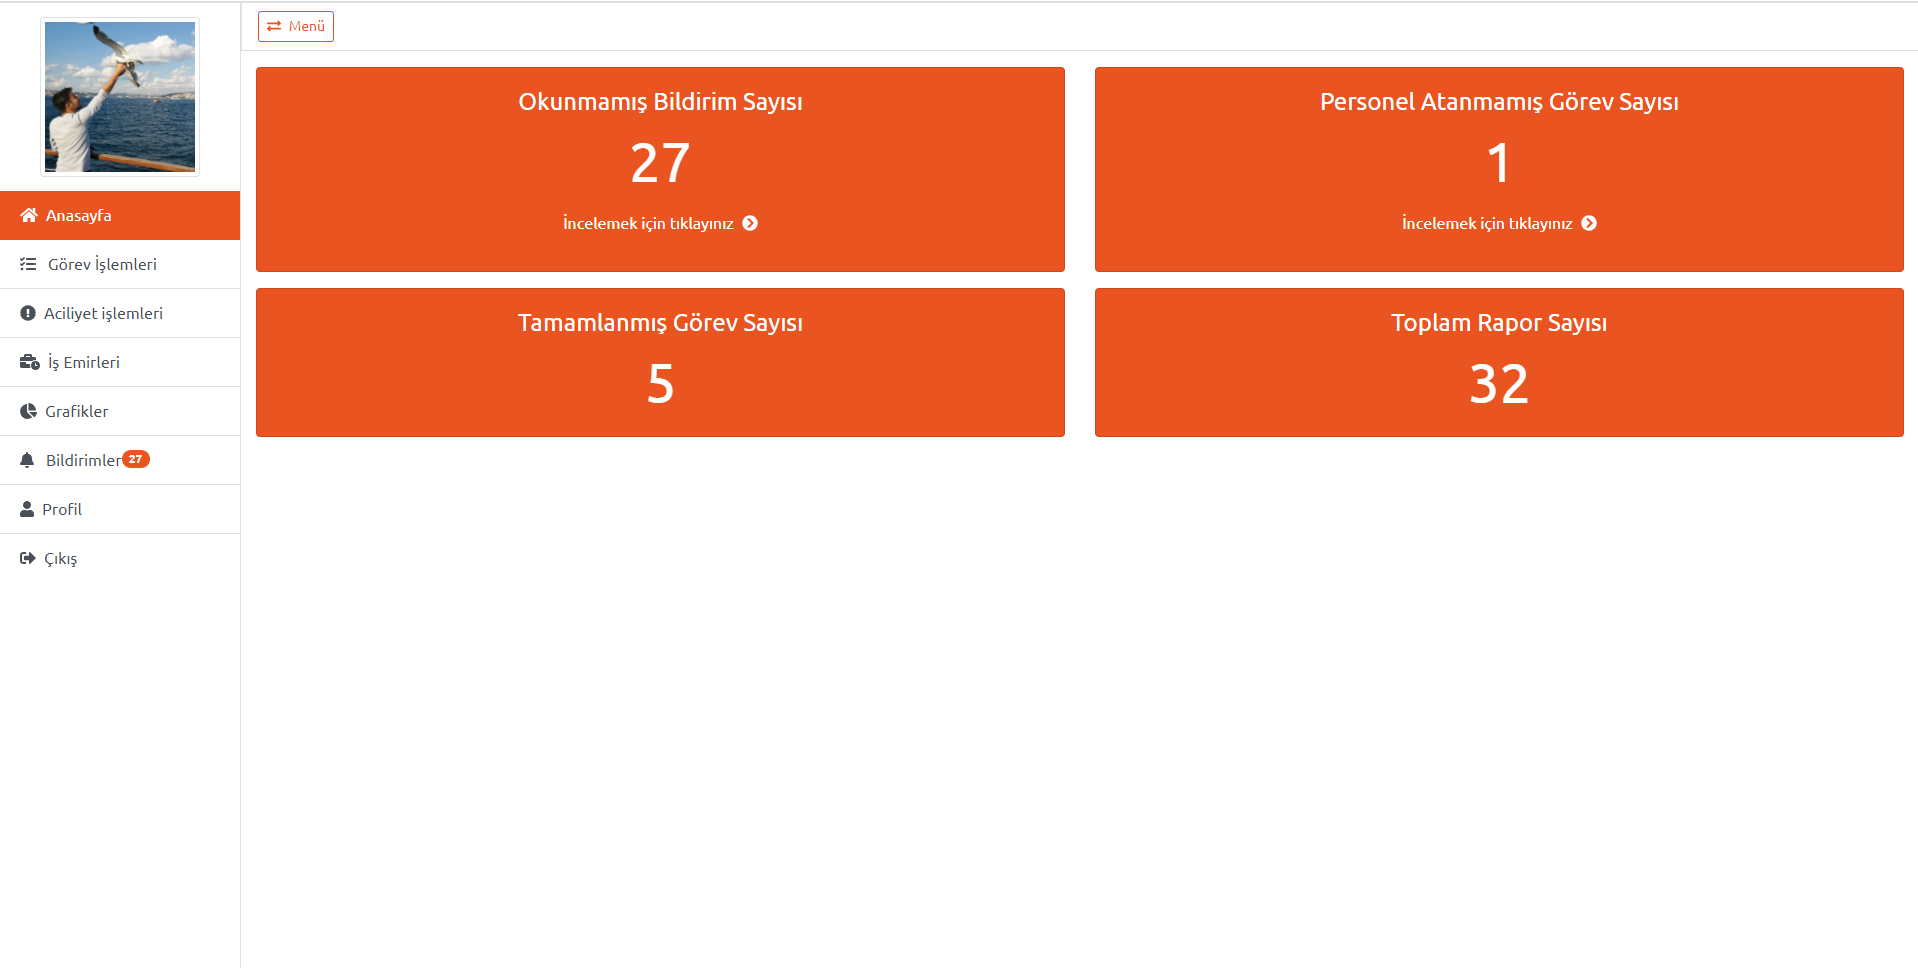 Menü
Anasayfa
Görev İşlemleri
Aciliyet işlemleri
İş Emirleri
Grafikler
Bildirimler 27
Profil
Çıkış
Okunmamış Bildirim Sayısı
27
İncelemek için tıklayınız
Personel Atanmamış Görev Sayısı
1
İncelemek için tıklayınız
Tamamlanmış Görev Sayısı
5
Toplam Rapor Sayısı
32